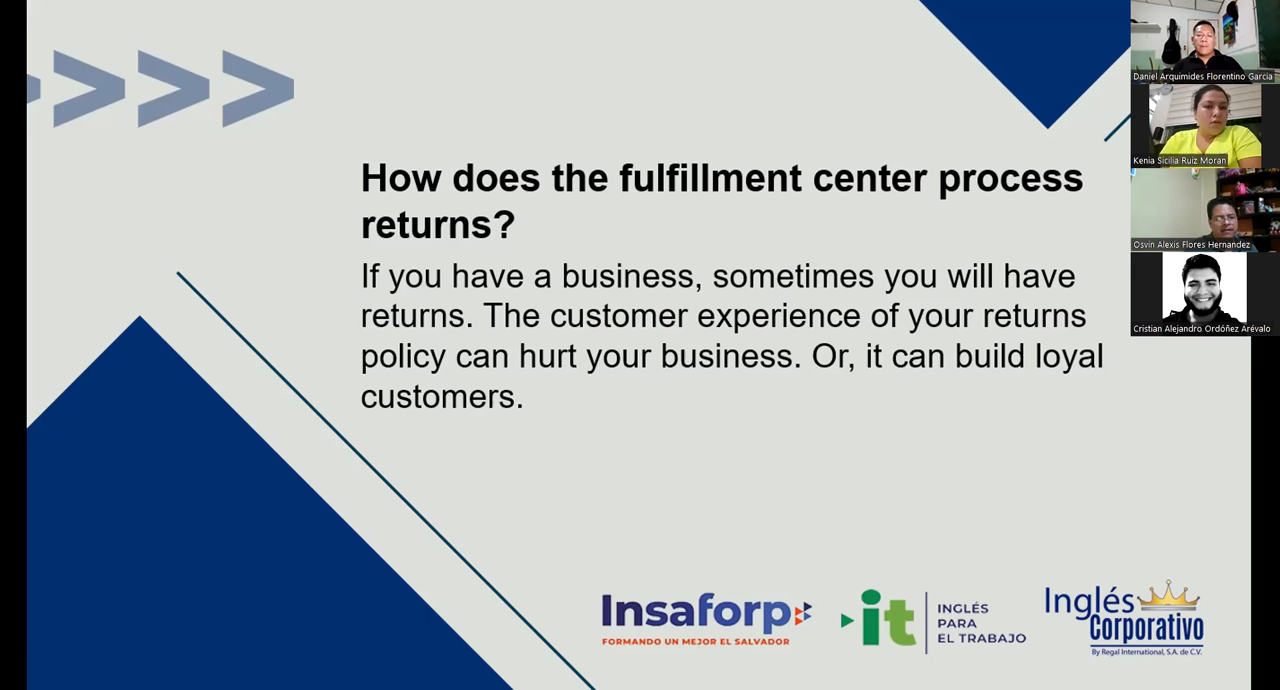 How does the fulfillment center process
returns?
If you have a business, sometimes you will have
returns. The customer experience of your returns
policy can hurt your business. Or, it can build loyal
customers.
Daniel Arquimides Florentino Garcia
Kenia Sicilia Ruiz Moran
Osvin Alexis Flores Hernandez
Cristian Alejandro Ordóñez Arévalo
Insaforp
FORMANDO UN MEJOR EL SALVADOR
it
INGLÉS
PARA
EL TRABAJO
Inglés
Corporativo
By Regal International, S.A. de C.V.